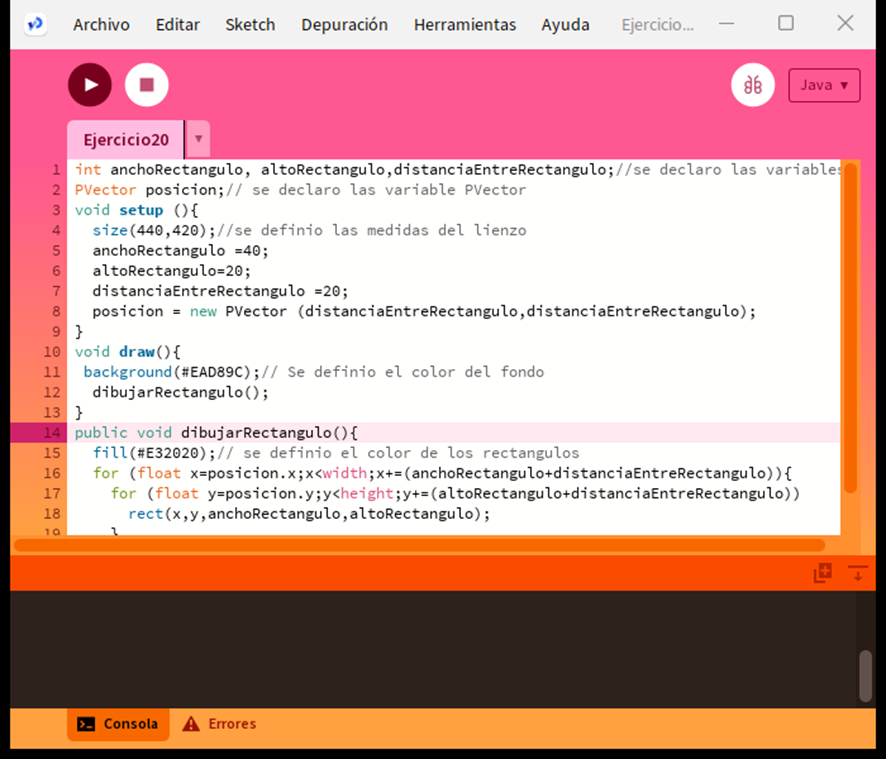 Archivo Editar Sketch Depuración Herramientas Ayuda Ejercicio...
Java ▾
Ejercicio20 ▾
1 int anchoRectangulo, altoRectangulo,distanciaEntreRectangulo;//se declaro las variables
2 PVector posicion;// se declaro las variable PVector
3 void setup (){
4 size(440,420);//se definio las medidas del lienzo
5 anchoRectangulo =40;
6 altoRectangulo=20;
7 distanciaEntreRectangulo =20;
8 posicion = new PVector (distanciaEntreRectangulo,distanciaEntreRectangulo);
9 }
10 void draw(){
11 background(#EAD89C);// Se definio el color del fondo
12 dibujarRectangulo();
13 }
14 public void dibujarRectangulo(){
15 fill(#E32020);// se definio el color de los rectangulos
16 for (float x=posicion.x;x<width;x+=(anchoRectangulo+distanciaEntreRectangulo)){
17 for (float y=posicion.y;y<height;y+=(altoRectangulo+distanciaEntreRectangulo))
18 rect(x,y,anchoRectangulo,altoRectangulo);
19 }
Consola Errores